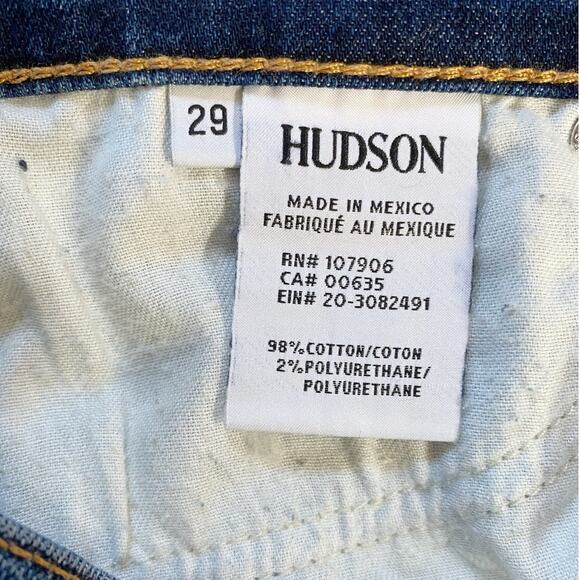 29
HUDSON
MADE IN MEXICO
FABRIQUÉ AU MEXIQUE
RN# 107906
CA# 00635
EIN# 20-3082491
98%COTTON/COTON
2%POLYURETHANE/
POLYURETHANE